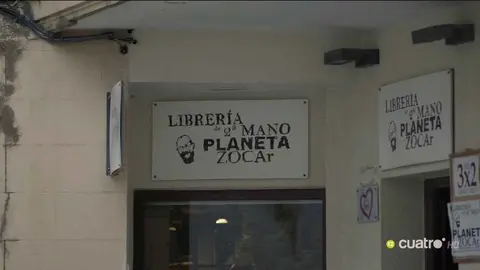 LIBRERÍA
de 2ª MANO
PLANETA
ZOCAr
LIBRERÍA
de 2ª MANO
PLANETA
ZOCAr
3x2
PLANETA
cuatro HD